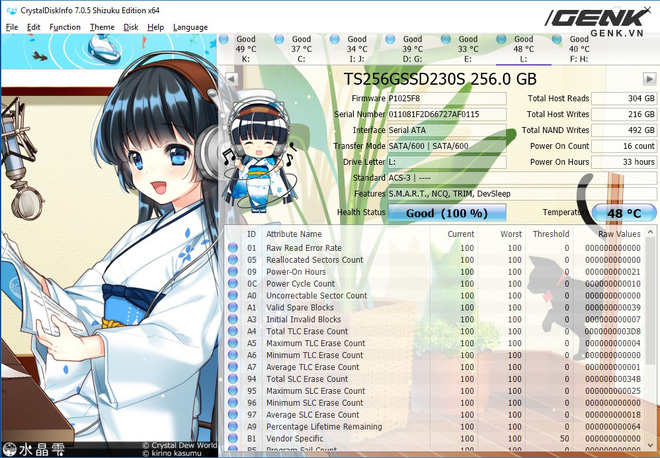 CrystalDiskInfo 7.0.5 Shizuku Edition x64
GENK
GENK.VN
File Edit Function Theme Disk Help Language
Good Good Good Good Good Good Good
49 °C 37 °C 34 °C 39 °C 33 °C 48 °C 40 °C
K: C: I: J: D: G: E: L: F: H:
TS256GSSD230S 256.0 GB
Firmware P1025F8 Total Host Reads 304 GB
Serial Number 011081F2D66727AF0115 Total Host Writes 216 GB
Interface Serial ATA Total NAND Writes 492 GB
Transfer Mode SATA/600 | SATA/600 Power On Count 16 count
Drive Letter L: Power On Hours 33 hours
Standard ACS-3 | ----
Features S.M.A.R.T., NCQ, TRIM, DevSleep
Health Status Good (100 %) Temperatu 48 °C
ID Attribute Name Current Worst Threshold Raw Values
01 Raw Read Error Rate 100 100 0 000000000000
05 Reallocated Sectors Count 100 100 0 000000000000
09 Power-On Hours 100 100 0 000000000021
0C Power Cycle Count 100 100 0 000000000010
A0 Uncorrectable Sector Count 100 100 0 000000000000
A1 Valid Spare Blocks 100 100 0 000000000039
A3 Initial Invalid Blocks 100 100 0 000000000007
A4 Total TLC Erase Count 100 100 0 0000000003D8
A5 Maximum TLC Erase Count 100 100 0 000000000004
A6 Minimum TLC Erase Count 100 100 0 000000000000
A7 Average TLC Erase Count 100 100 0 000000000001
94 Total SLC Erase Count 100 100 0 00000000034B
95 Maximum SLC Erase Count 100 100 0 000000000025
96 Minimum SLC Erase Count 100 100 0 000000000000
97 Average SLC Erase Count 100 100 0 000000000018
A9 Percentage Lifetime Remaining 100 100 0 000000000064
B1 Vendor Specific 100 100 50 000000000000
水晶雫
© Crystal Dew World
© kirino kasumu